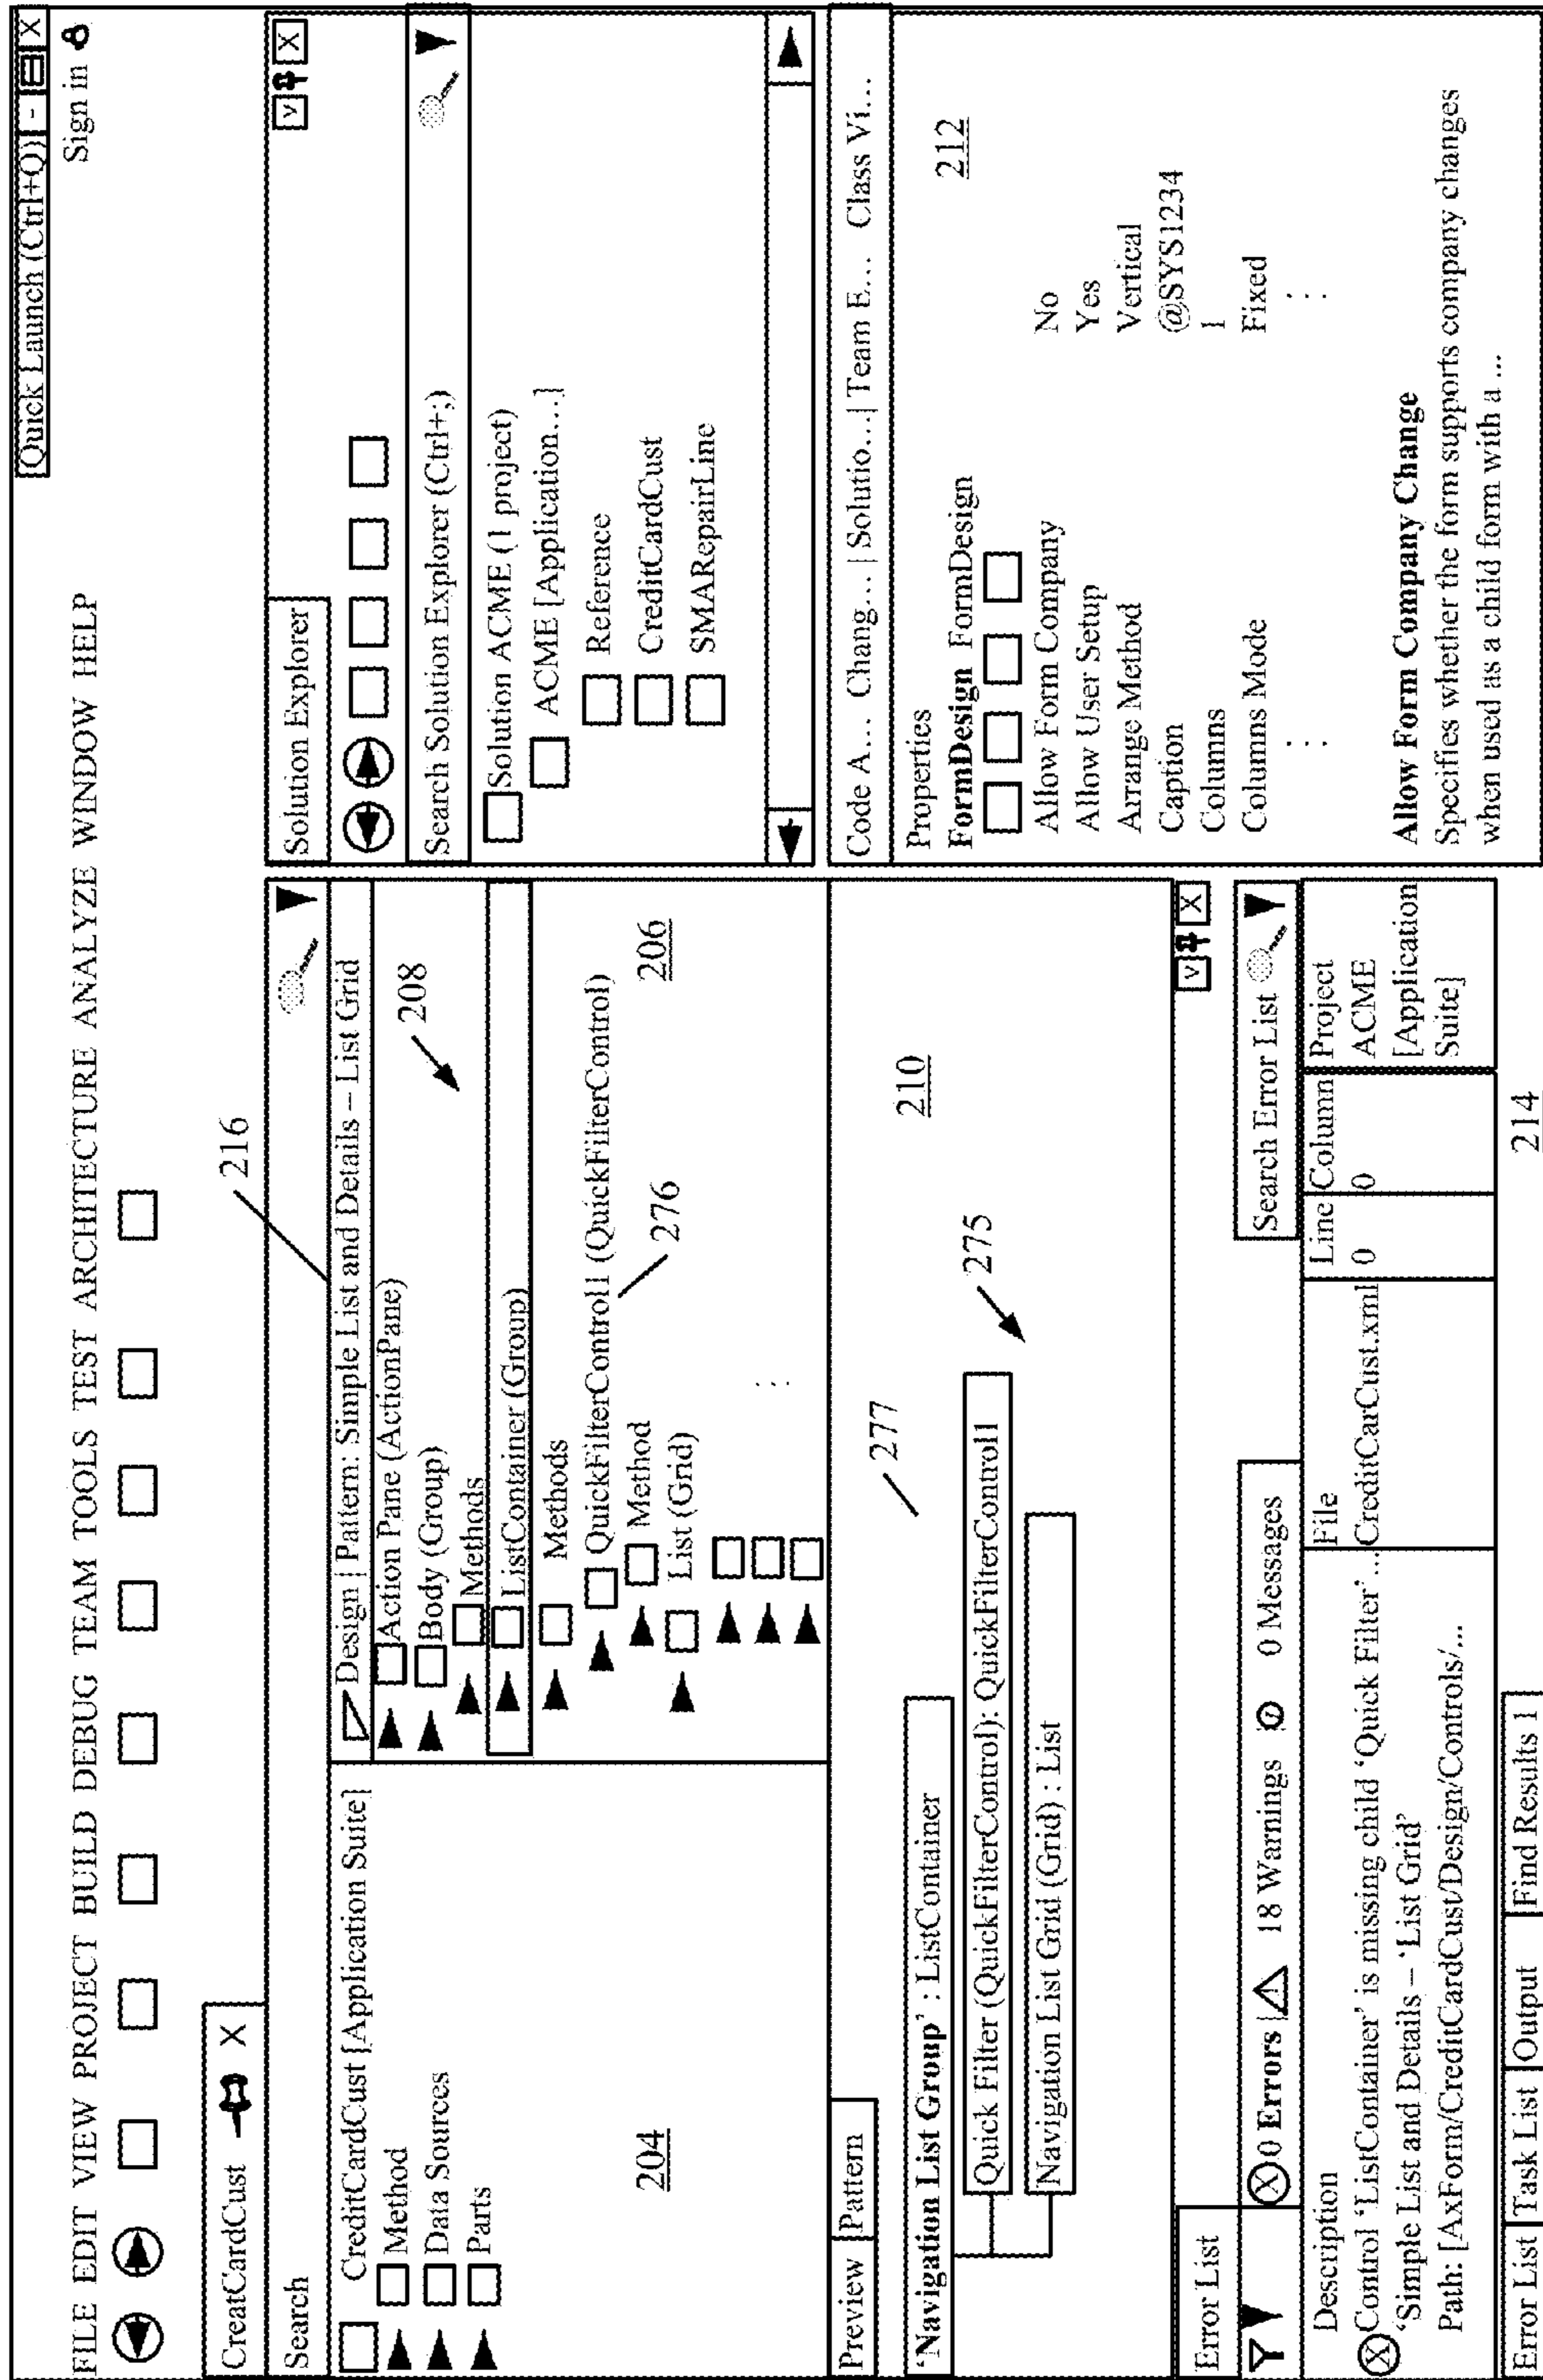 Quick Launch (Ctrl+Q) - X
FILE EDIT VIEW PROJECT BUILD DEBUG TEAM TOOLS TEST ARCHITECTURE ANALYZE WINDOW HELP
Sign in
CreatCardCust X
216
Search
CreditCardCust [Application Suite]
Method
Data Sources
Parts
204
Design | Pattern: Simple List and Details – List Grid
Action Pane (ActionPane)
Body (Group)
208
Methods
ListContainer (Group)
Methods
QuickFilterControl1 (QuickFilterControl)
Method
276
206
List (Grid)
Preview Pattern
277
210
'Navigation List Group' : ListContainer
Quick Filter (QuickFilterControl): QuickFilterControl1
275
Navigation List Grid (Grid) : List
Error List
v X
X 0 Errors 18 Warnings 0 Messages
Search Error List
Description
File
Line
Column
Project
X Control 'ListContainer' is missing child 'Quick Filter'...
'Simple List and Details – 'List Grid'
Path: [AxForm/CreditCardCust/Design/Controls/...
CreditCarCust.xml
0
0
ACME
[Application
Suite]
Error List Task List Output Find Results 1
214
Solution Explorer
v X
Search Solution Explorer (Ctrl+;)
Solution ACME (1 project)
ACME [Application...]
Reference
CreditCardCust
SMARepairLine
Code A... Chang... | Solutio...| Team E... Class Vi...
Properties
212
FormDesign FormDesign
Allow Form Company No
Allow User Setup Yes
Arrange Method Vertical
Caption @SYS1234
Columns 1
Columns Mode Fixed
Allow Form Company Change
Specifies whether the form supports company changes
when used as a child form with a ...